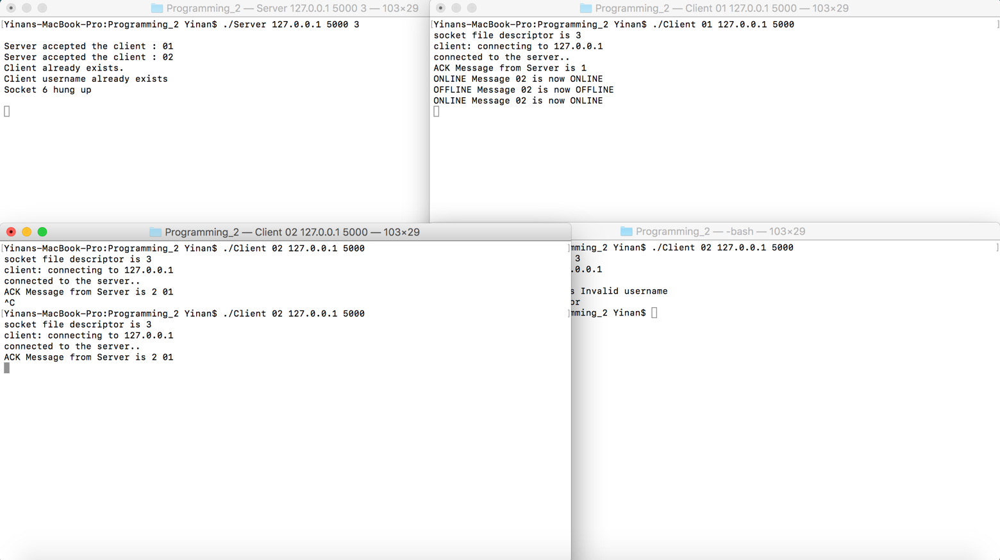 Programming_2 — Server 127.0.0.1 5000 3 — 103×29
[Yinans-MacBook-Pro:Programming_2 Yinan$ ./Server 127.0.0.1 5000 3
Server accepted the client : 01
Server accepted the client : 02
Client already exists.
Client username already exists
Socket 6 hung up
Programming_2 — Client 01 127.0.0.1 5000 — 103×29
[Yinans-MacBook-Pro:Programming_2 Yinan$ ./Client 01 127.0.0.1 5000 ]
socket file descriptor is 3
client: connecting to 127.0.0.1
connected to the server..
ACK Message from Server is 1
ONLINE Message 02 is now ONLINE
OFFLINE Message 02 is now OFFLINE
ONLINE Message 02 is now ONLINE
Programming_2 — Client 02 127.0.0.1 5000 — 103×29
[Yinans-MacBook-Pro:Programming_2 Yinan$ ./Client 02 127.0.0.1 5000 ]
socket file descriptor is 3
client: connecting to 127.0.0.1
connected to the server..
ACK Message from Server is 2 01
^C
[Yinans-MacBook-Pro:Programming_2 Yinan$ ./Client 02 127.0.0.1 5000 ]
socket file descriptor is 3
client: connecting to 127.0.0.1
connected to the server..
ACK Message from Server is 2 01
Programming_2 — -bash — 103×29
mming_2 Yinan$ ./Client 02 127.0.0.1 5000 ]
3
.0.0.1
s Invalid username
or
mming_2 Yinan$